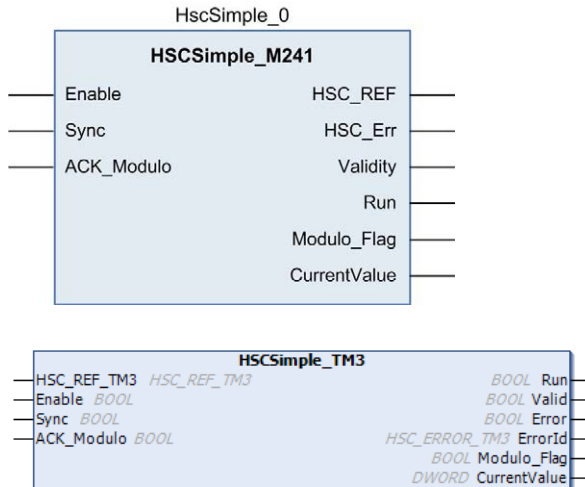 HscSimple_0
HSCSimple_M241
Enable HSC_REF
Sync HSC_Err
ACK_Modulo Validity
Run
Modulo_Flag
CurrentValue
HSCSimple_TM3
HSC_REF_TM3 HSC_REF_TM3 BOOL Run
Enable BOOL BOOL Valid
Sync BOOL BOOL Error
ACK_Modulo BOOL HSC_ERROR_TM3 ErrorId
BOOL Modulo_Flag
DWORD CurrentValue